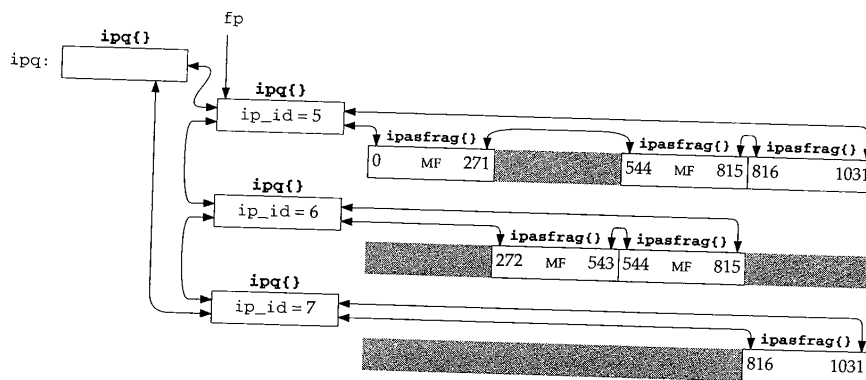 fp
ipq{}
ipq:
ipq{}
ip_id = 5
ipasfrag{} ipasfrag{} ipasfrag{}
0 MF 271 544 MF 815 816 1031
ipq{}
ip_id = 6
ipasfrag{} ipasfrag{}
272 MF 543 544 MF 815
ipq{}
ip_id = 7
ipasfrag{}
816 1031